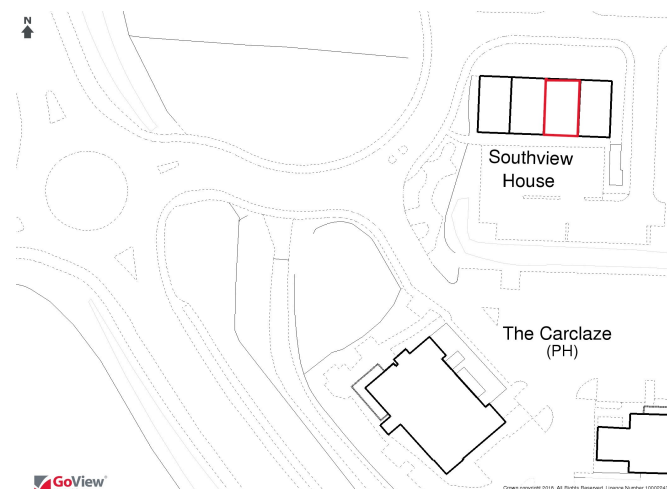 N
Southview
House
The Carclaze
(PH)
GoView
Crown copyright 2018. All Rights Reserved. Licence Number